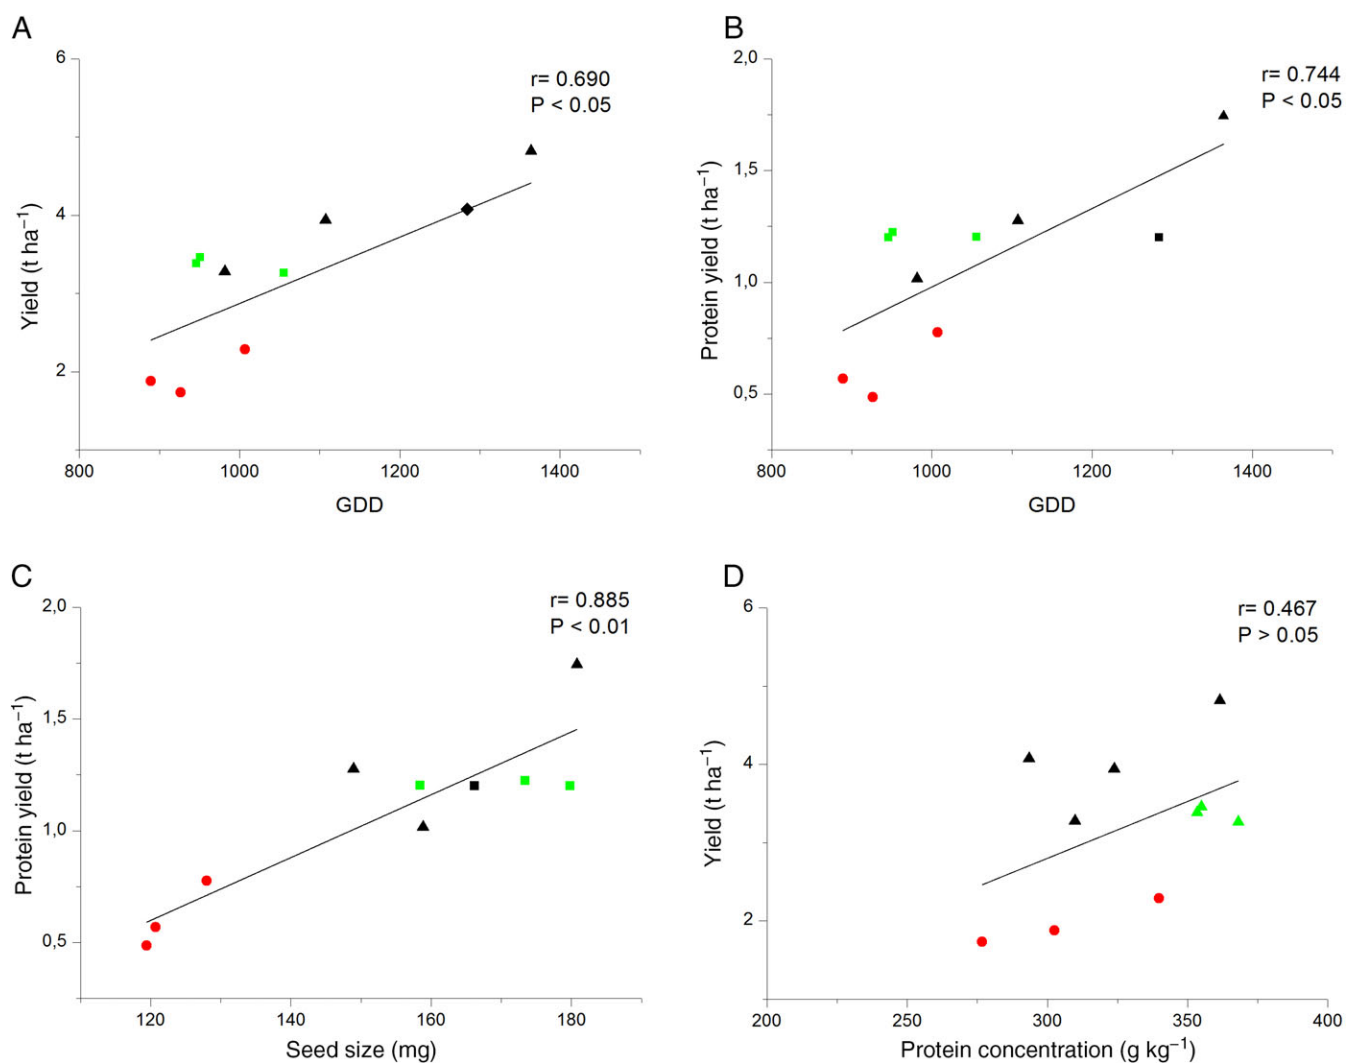 A
6
r= 0.690
P < 0.05
Yield (t ha⁻¹)
4
2
800 1000 1200 1400
GDD
B
2,0
r= 0.744
P < 0.05
Protein yield (t ha⁻¹)
1,5
1,0
0,5
800 1000 1200 1400
GDD
C
2,0
r= 0.885
P < 0.01
Protein yield (t ha⁻¹)
1,5
1,0
0,5
120 140 160 180
Seed size (mg)
D
6
r= 0.467
P > 0.05
Yield (t ha⁻¹)
4
2
200 250 300 350 400
Protein concentration (g kg⁻¹)